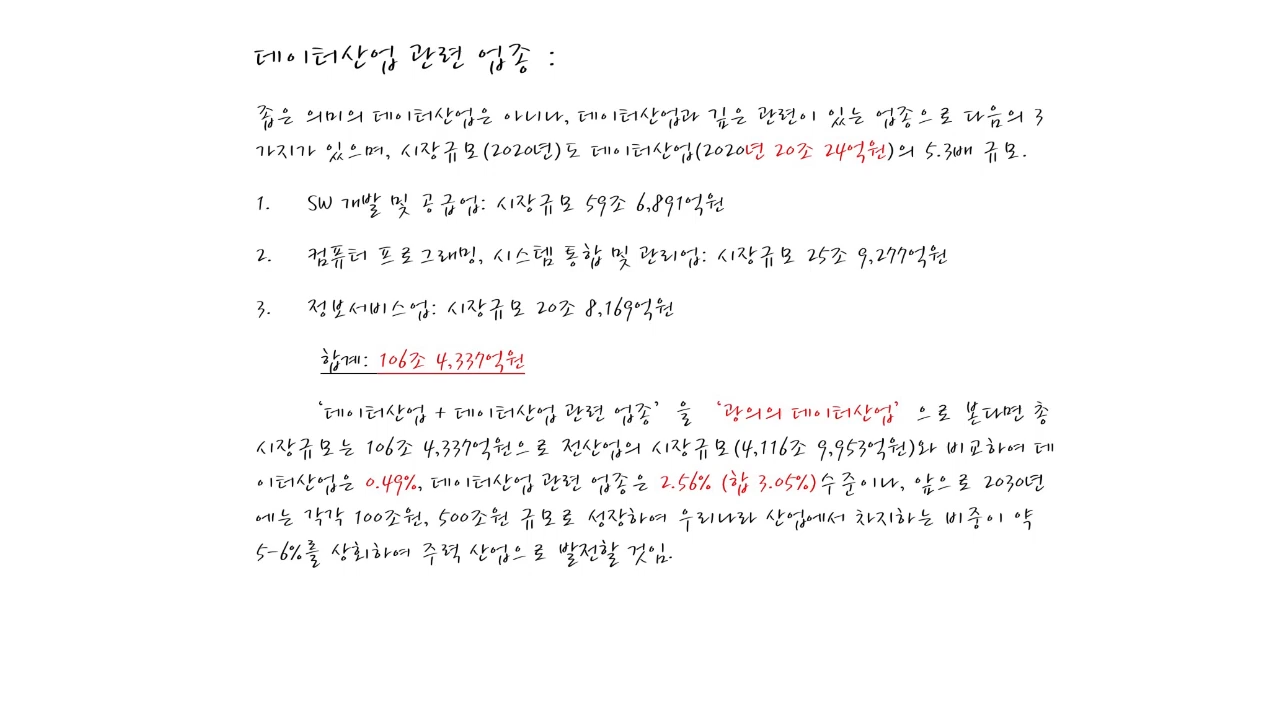 데이터산업 관련 업종 :
좁은 의미의 데이터산업은 아니나, 데이터산업과 깊은 관련이 있는 업종으로 다음의 3
가지가 있으며, 시장규모(2020년)도 데이터산업(2020년 20조 24억원)의 5.3배 규모.
1. SW 개발 및 공급업: 시장규모 59조 6,891억원
2. 컴퓨터 프로그래밍, 시스템 통합 및 관리업: 시장규모 25조 9,277억원
3. 정보서비스업: 시장규모 20조 8,169억원
합계: 106조 4,337억원
‘데이터산업 + 데이터산업 관련 업종’ 을 ‘광의의 데이터산업’ 으로 본다면 총
시장규모는 106조 4,337억원으로 전산업의 시장규모(4,116조 9,953억원)와 비교하여 데
이터산업은 0.49%, 데이터산업 관련 업종은 2.56% (합 3.05%)수준이나, 앞으로 2030년
에는 각각 100조원, 500조원 규모로 성장하여 우리나라 산업에서 차지하는 비중이 약
5-6%를 상회하여 주력 산업으로 발전할 것임.